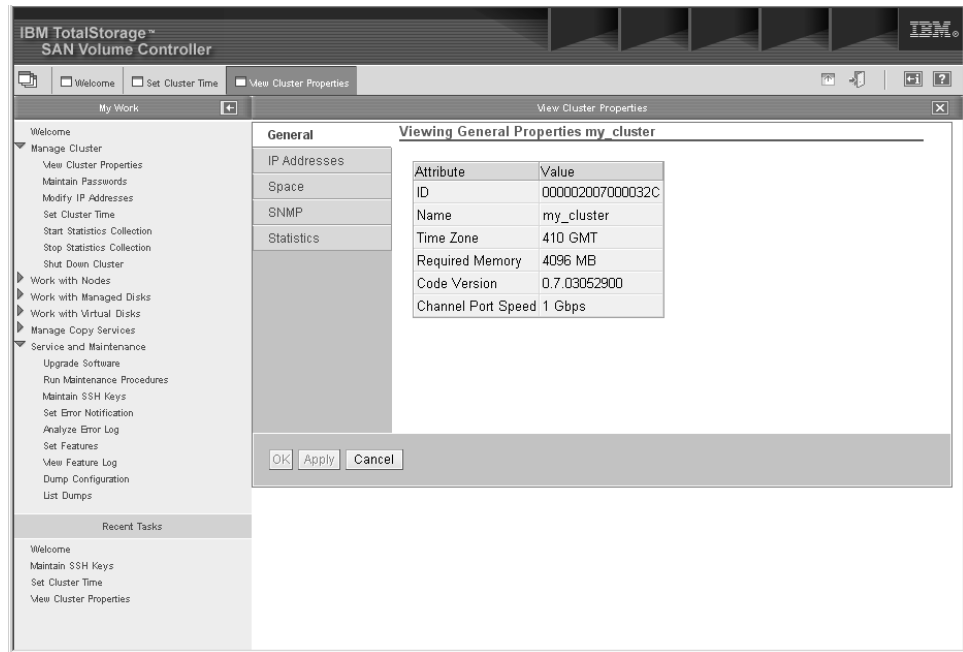 IBM TotalStorage™
SAN Volume Controller
IBM®
Welcome
Set Cluster Time
View Cluster Properties
My Work
View Cluster Properties
Welcome
Manage Cluster
View Cluster Properties
Maintain Passwords
Modify IP Addresses
Set Cluster Time
Start Statistics Collection
Stop Statistics Collection
Shut Down Cluster
Work with Nodes
Work with Managed Disks
Work with Virtual Disks
Manage Copy Services
Service and Maintenance
Upgrade Software
Run Maintenance Procedures
Maintain SSH Keys
Set Error Notification
Analyze Error Log
Set Features
View Feature Log
Dump Configuration
List Dumps
Recent Tasks
Welcome
Maintain SSH Keys
Set Cluster Time
View Cluster Properties
General
IP Addresses
Space
SNMP
Statistics
Viewing General Properties my_cluster
Attribute Value
ID 000002007000032C
Name my_cluster
Time Zone 410 GMT
Required Memory 4096 MB
Code Version 0.7.03052900
Channel Port Speed 1 Gbps
OK Apply Cancel